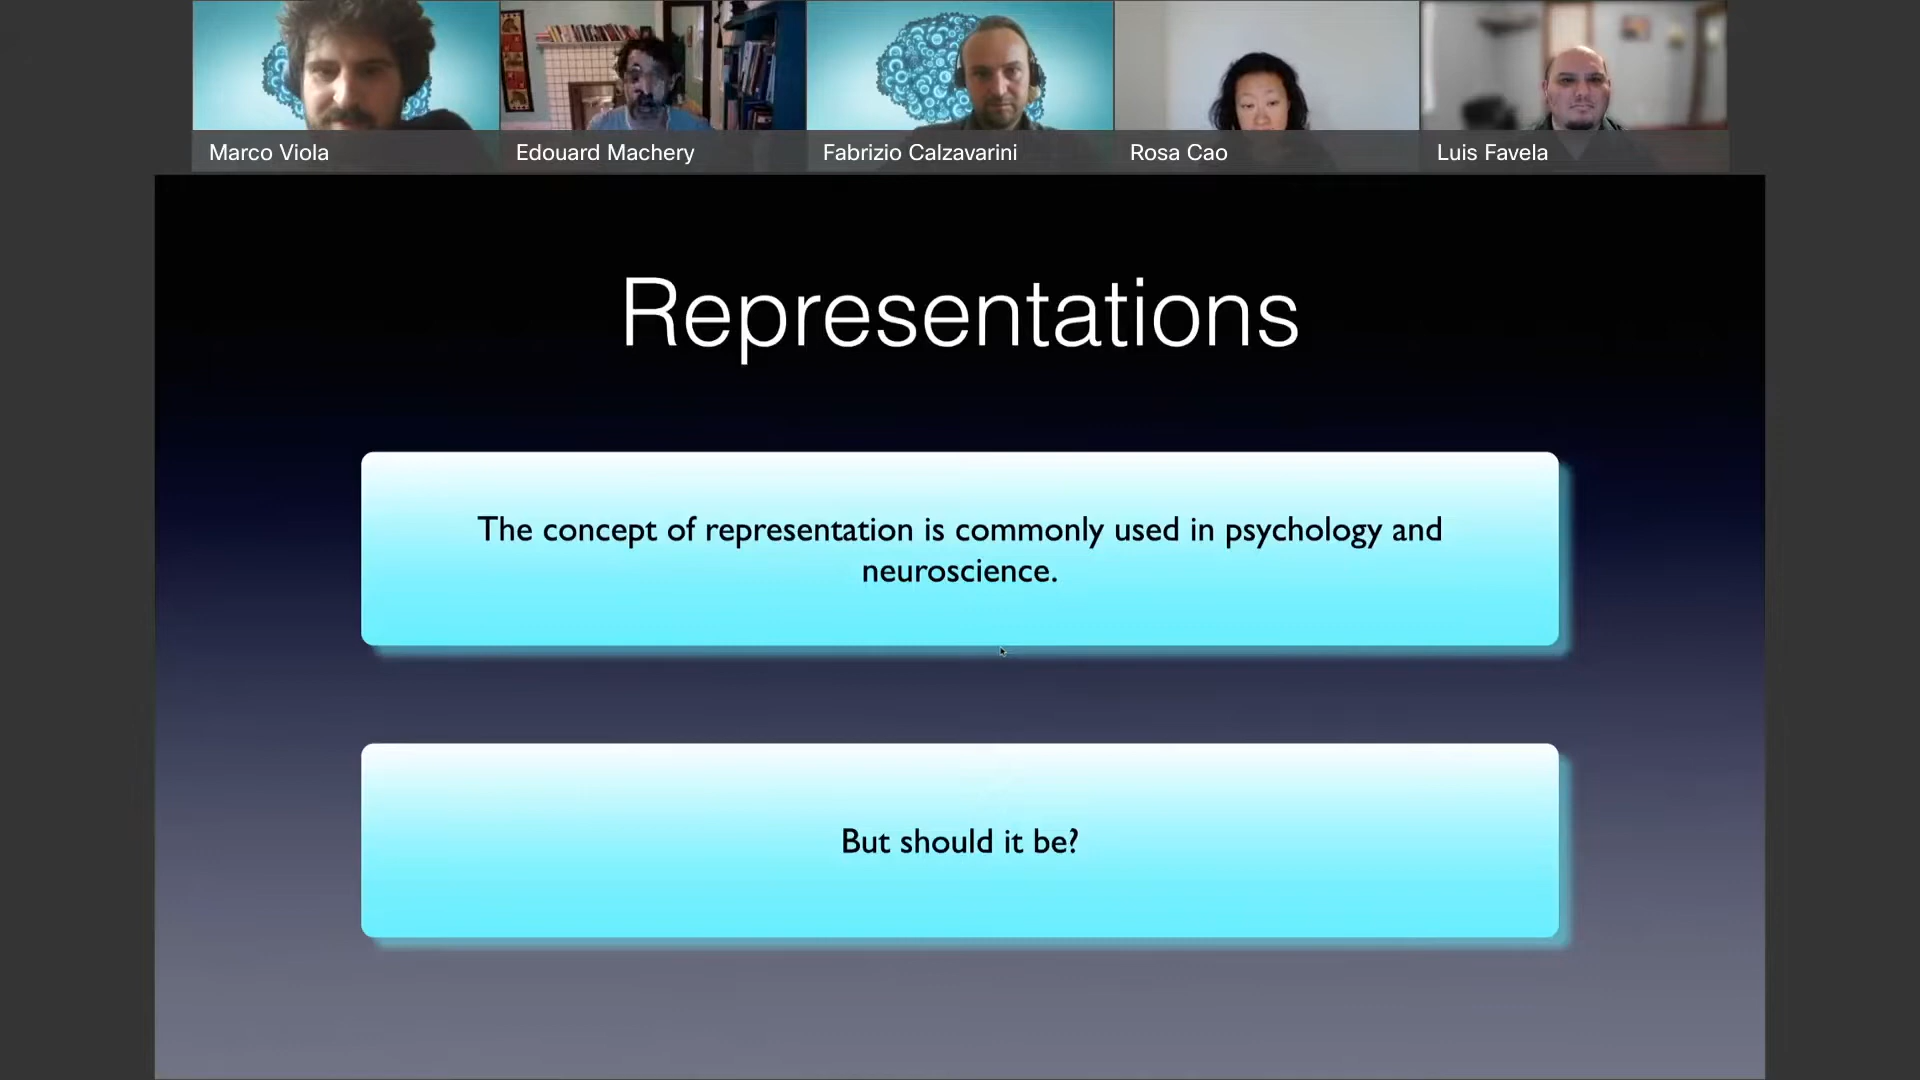 Marco Viola
Edouard Machery
Fabrizio Calzavarini
Rosa Cao
Luis Favela
Representations
The concept of representation is commonly used in psychology and
neuroscience.
But should it be?